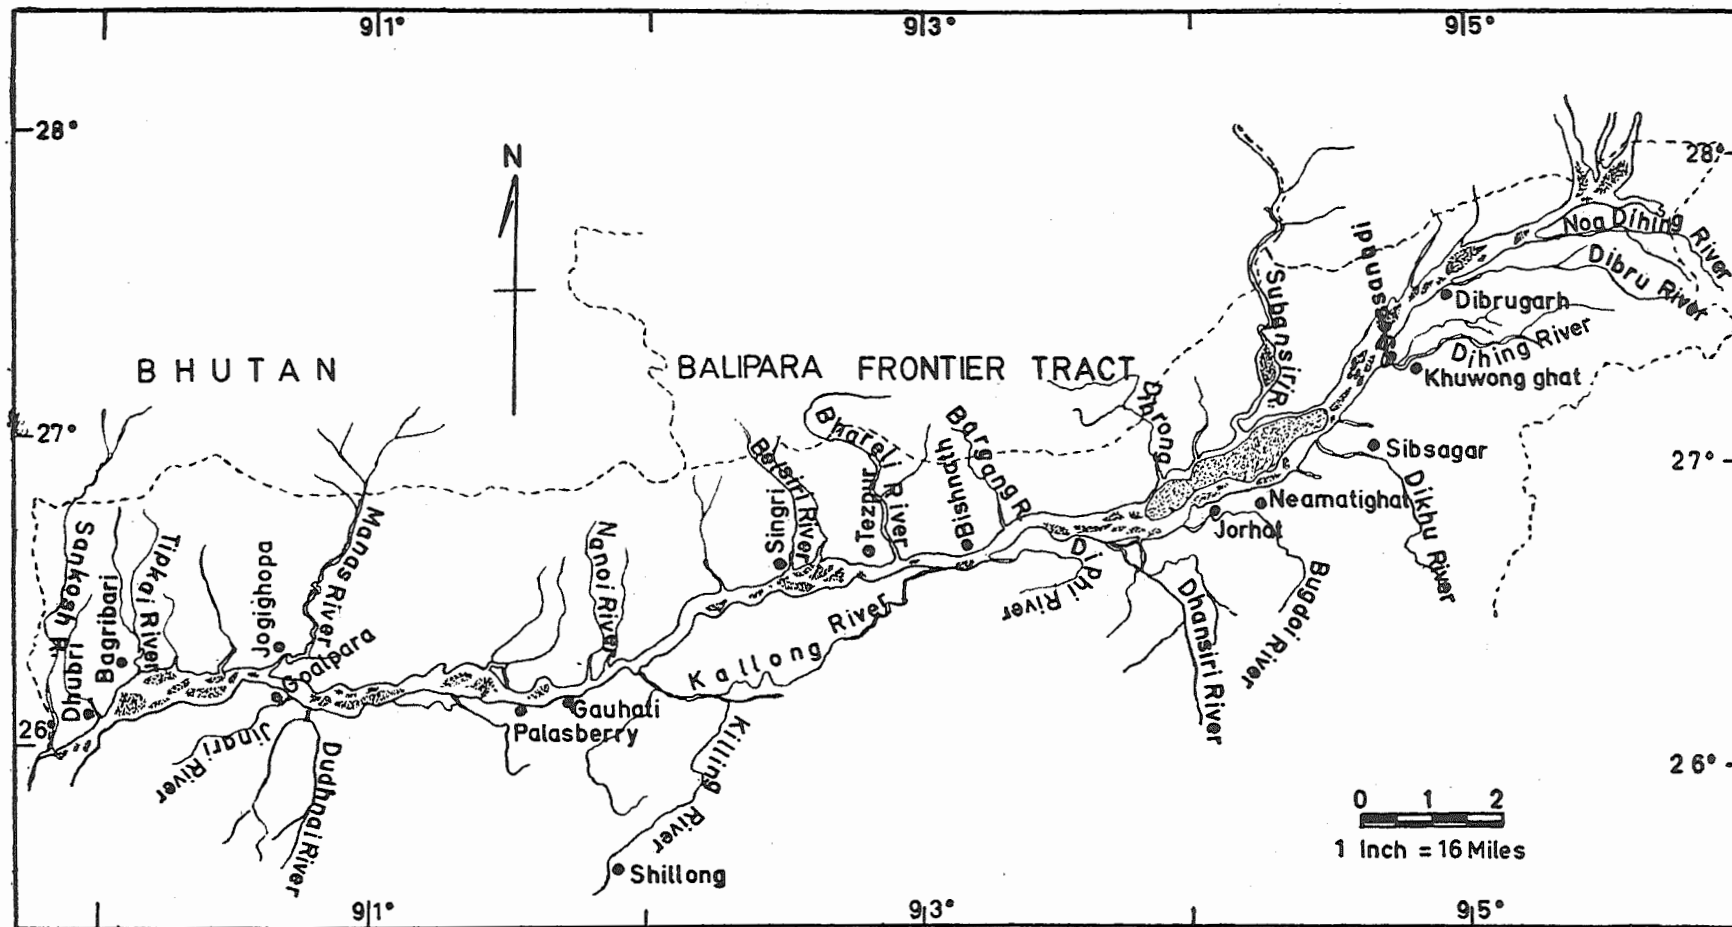 91°
93°
95°
28°
28°
N
Noa Dihing River
Dibru River
Dibrugarh
Subansiri R.
Dihing River
Khuwong ghat
BHUTAN
BALIPARA FRONTIER TRACT
27°
27°
Bhareli River
Bargang R
Sibsagar
Dikhu River
Neamatighat
Jorhat
Singri
Tezpur
Bishnath
Sankosh R
Tipkai River
Bagribari
Dhubri
Jogighopa
Manas River
Nanoi River
Goalpara
Kallong River
Diphi River
Dhansiri River
Bugdoi River
26
26°
Jinari River
Dudhnai River
Gauhati
Palasberry
Killing River
Shillong
0 1 2
1 Inch = 16 Miles
91°
93°
95°